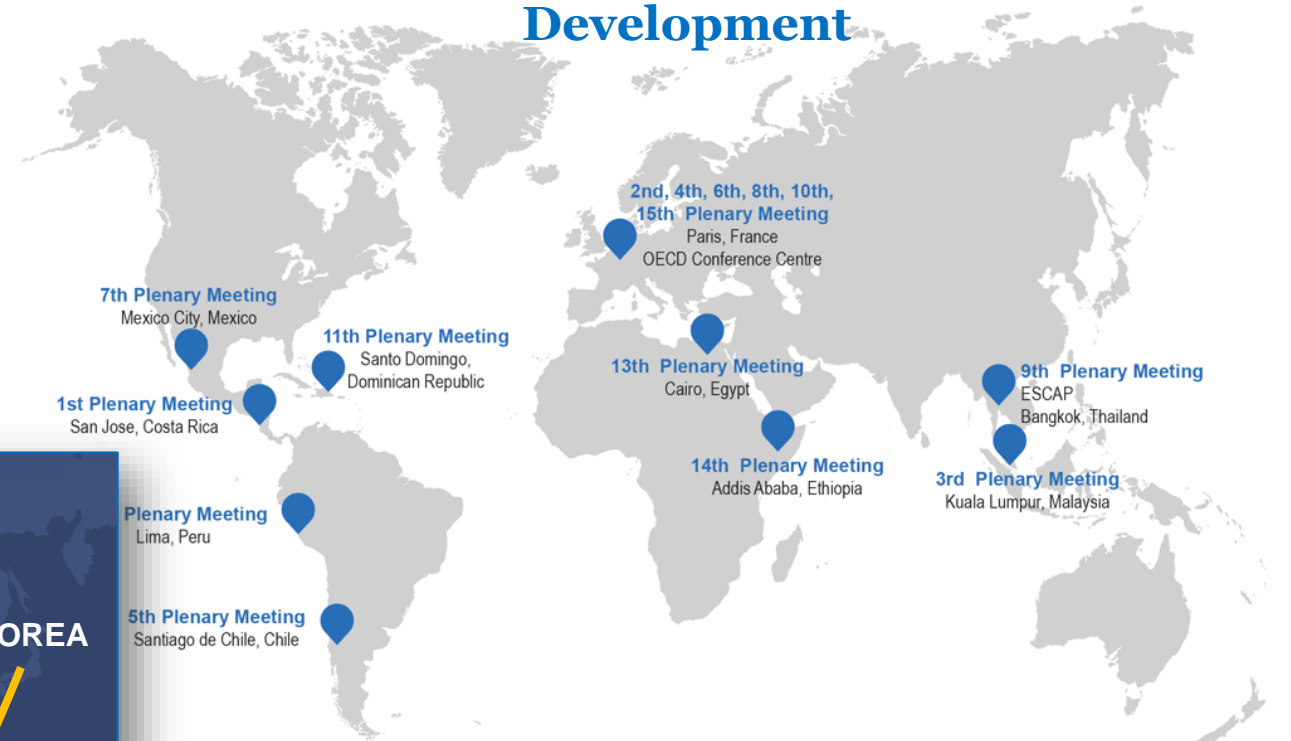 Development
2nd, 4th, 6th, 8th, 10th,
15th  Plenary Meeting
Paris, France
OECD Conference Centre
7th Plenary Meeting
Mexico City, Mexico
11th Plenary Meeting
Santo Domingo,
Dominican Republic
1st Plenary Meeting
San Jose, Costa Rica
13th  Plenary Meeting
Cairo, Egypt
9th  Plenary Meeting
ESCAP
Bangkok, Thailand
14th  Plenary Meeting
Addis Ababa, Ethiopia
3rd  Plenary Meeting
Kuala Lumpur, Malaysia
Plenary Meeting
Lima, Peru
5th Plenary Meeting
Santiago de Chile, Chile
OREA